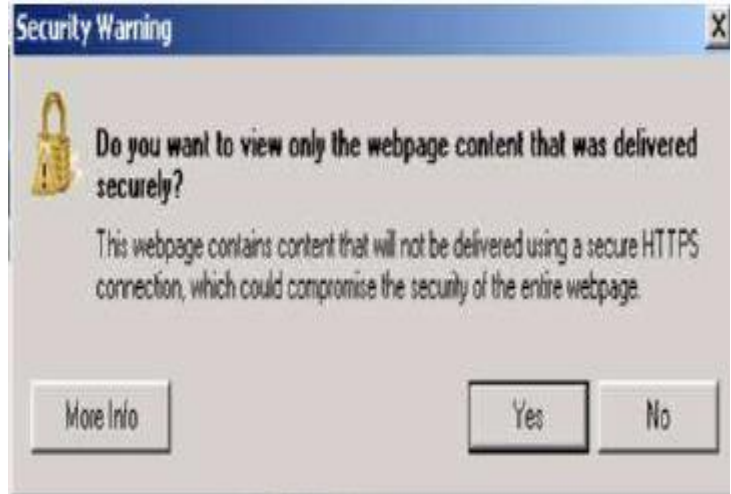 Security Warning
Do you want to view only the webpage content that was delivered
securely?
This webpage contains content that will not be delivered using a secure HTTPS
connection, which could compromise the security of the entire webpage.
More Info
Yes
No